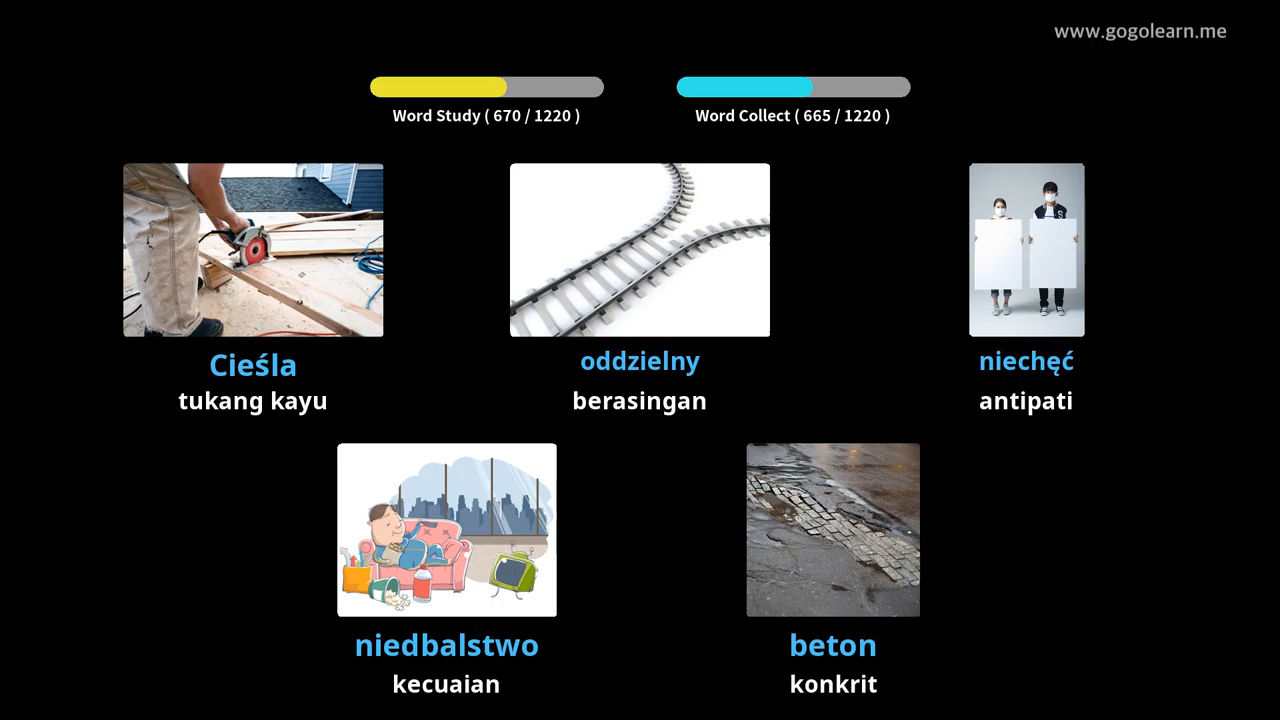 www.gogolearn.me
Word Study ( 670 / 1220 )
Word Collect ( 665 / 1220 )
Cieśla
tukang kayu
oddzielny
berasingan
niechęć
antipati
niedbalstwo
kecuaian
beton
konkrit